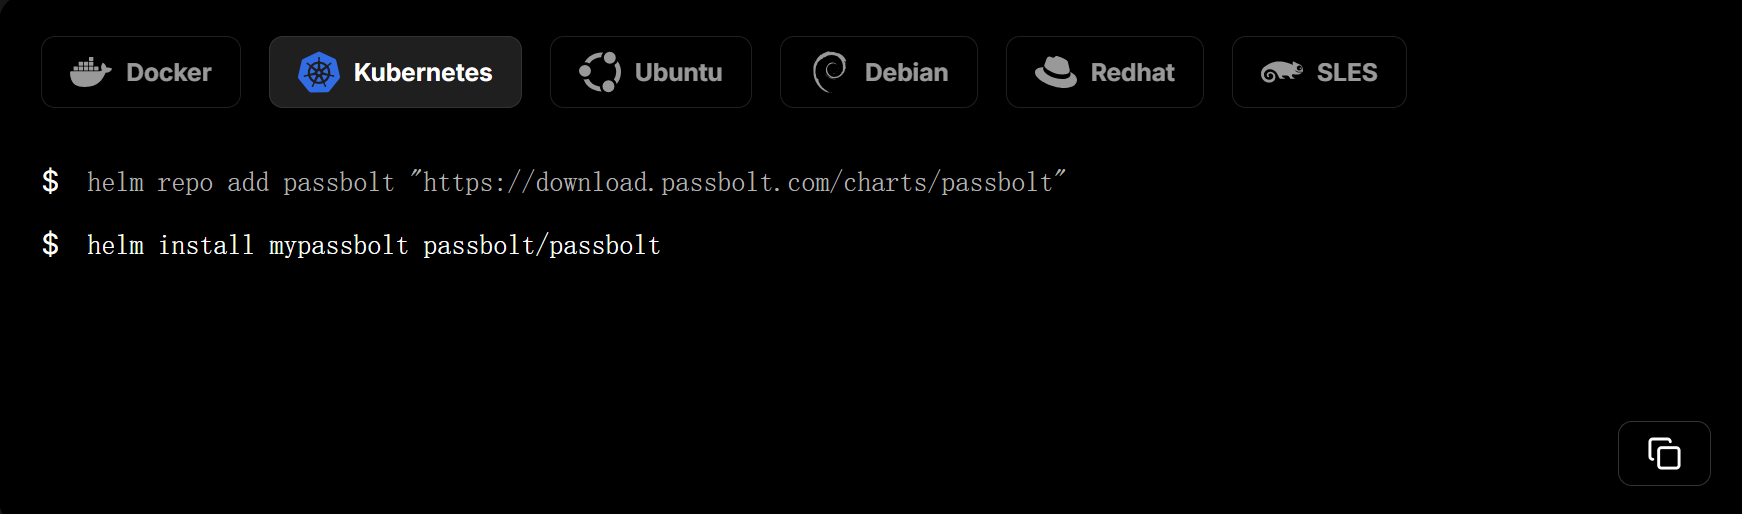 Docker Kubernetes Ubuntu Debian Redhat SLES
$ helm repo add passbolt "https://download.passbolt.com/charts/passbolt"
$ helm install mypassbolt passbolt/passbolt